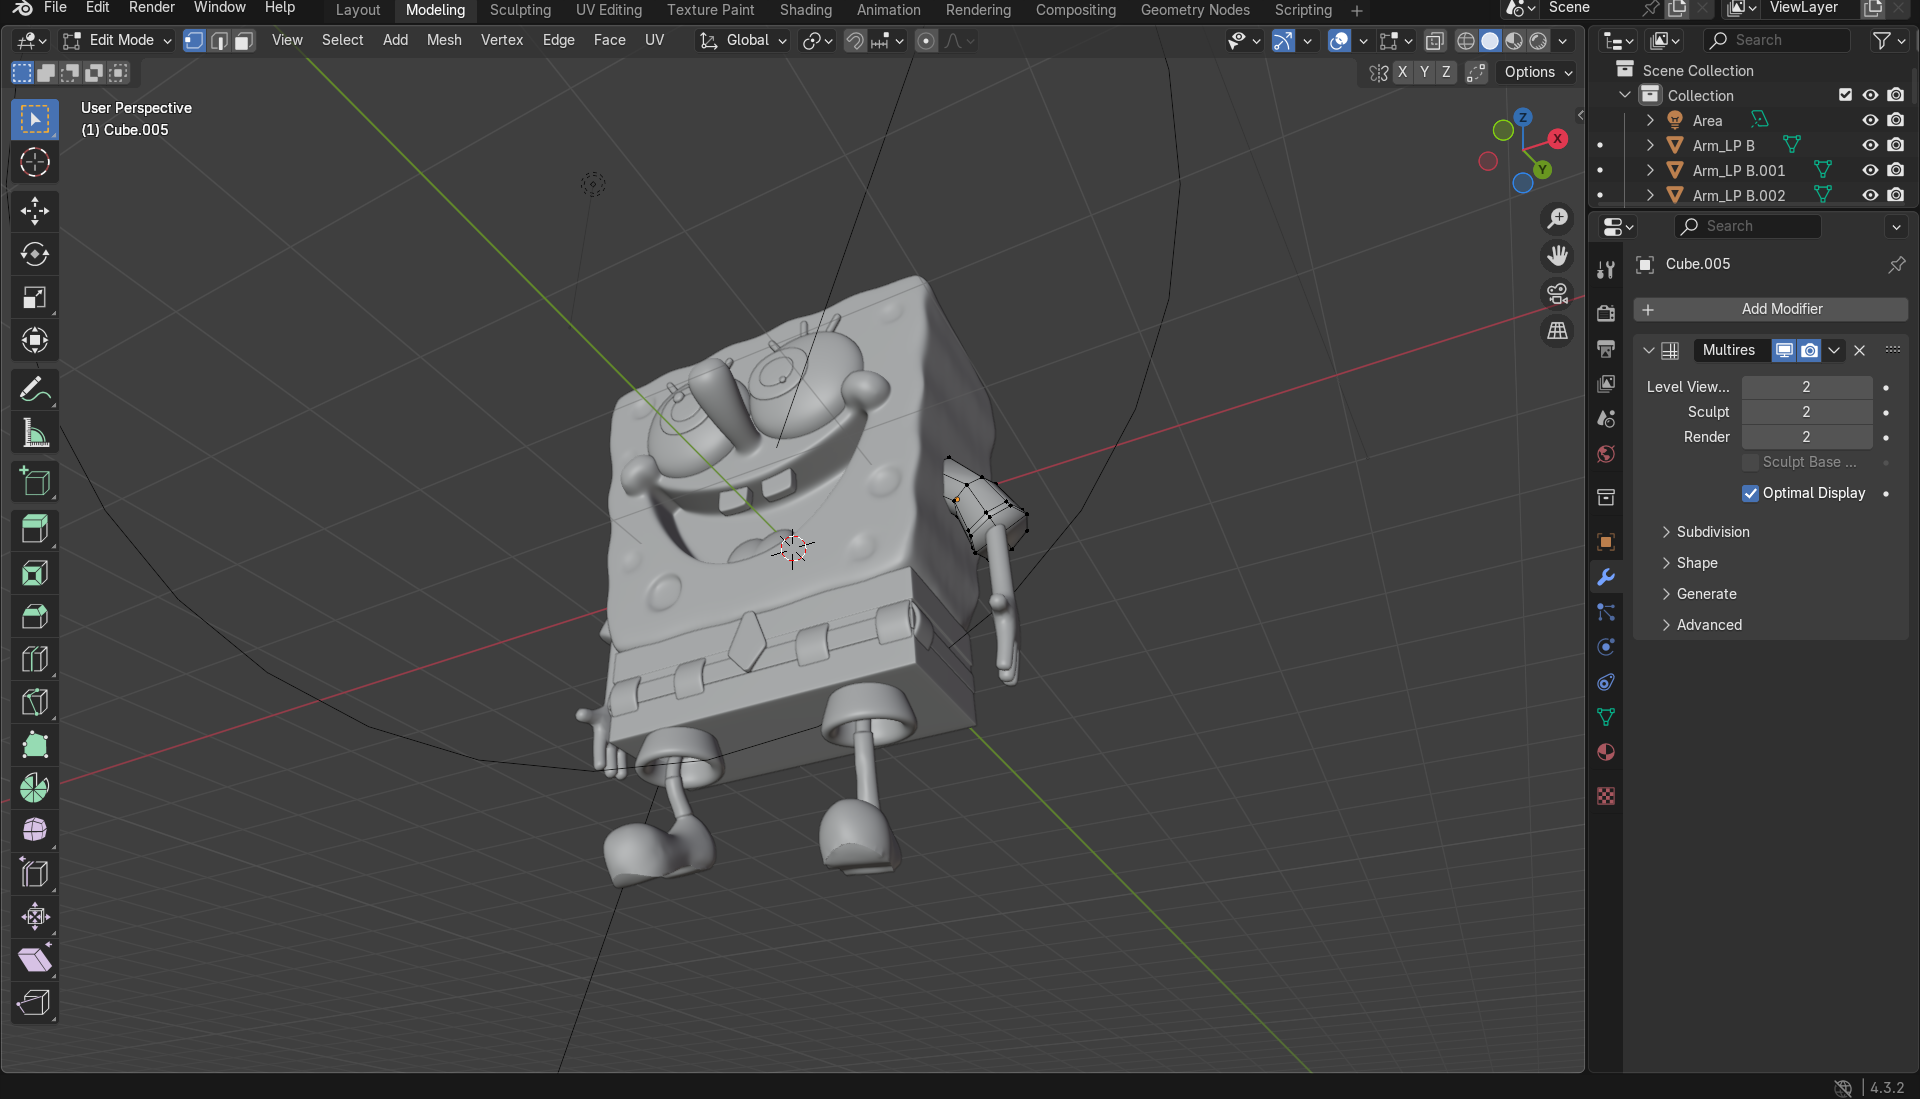 File Edit Render Window Help Layout Modeling Sculpting UV Editing Texture Paint Shading Animation Rendering Compositing Geometry Nodes Scripting + Scene ViewLayer
Edit Mode View Select Add Mesh Vertex Edge Face UV Global Search
X Y Z Options
Scene Collection
Collection
User Perspective
(1) Cube.005
Area
Arm_LP B
Arm_LP B.001
Arm_LP B.002
Z
X
Y
Search
Cube.005
Add Modifier
Multires
Level View... 2
Sculpt 2
Render 2
Sculpt Base ...
Optimal Display
Subdivision
Shape
Generate
Advanced
4.3.2